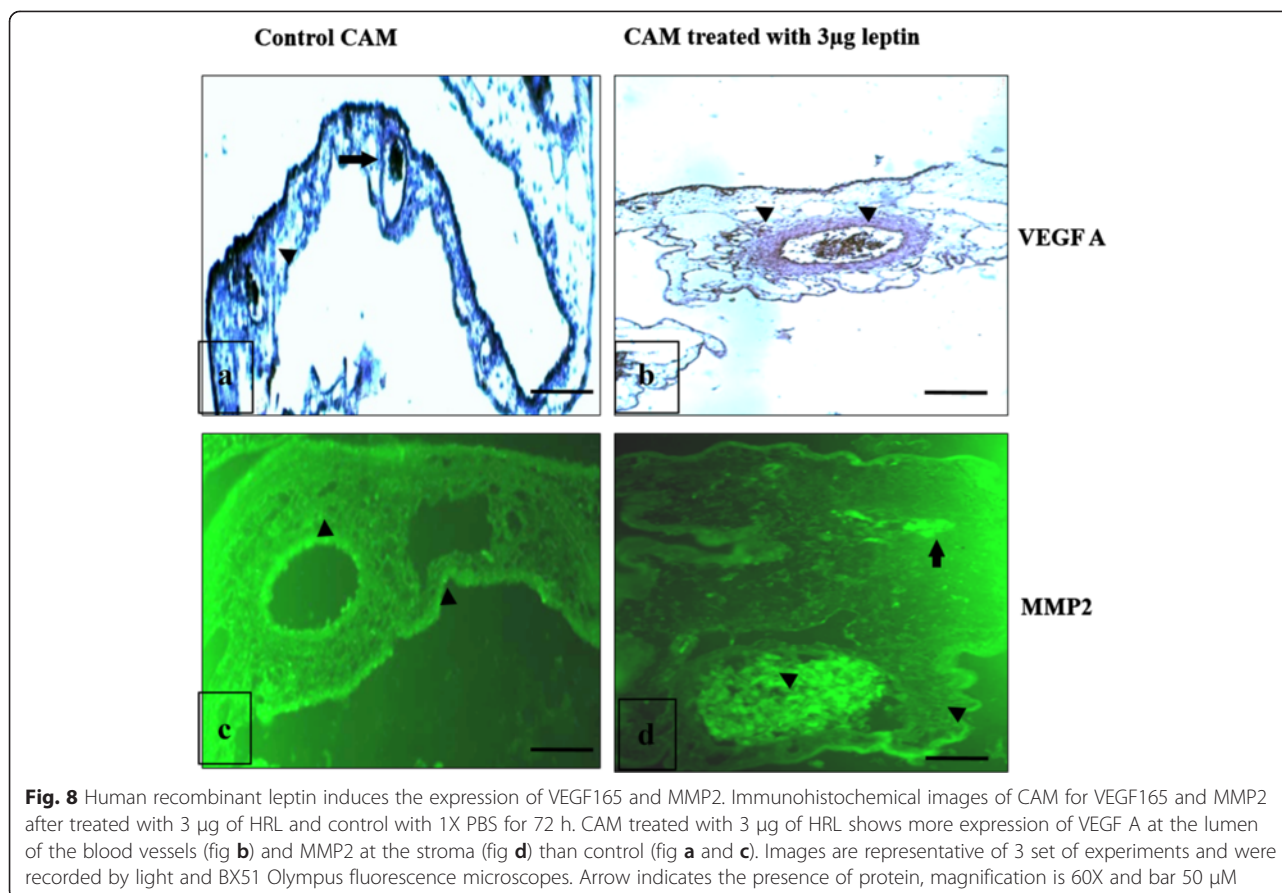 Control CAM
CAM treated with 3µg leptin
a
b
VEGF A
c
d
MMP2
Fig. 8 Human recombinant leptin induces the expression of VEGF165 and MMP2. Immunohistochemical images of CAM for VEGF165 and MMP2
after treated with 3 µg of HRL and control with 1X PBS for 72 h. CAM treated with 3 µg of HRL shows more expression of VEGF A at the lumen
of the blood vessels (fig b) and MMP2 at the stroma (fig d) than control (fig a and c). Images are representative of 3 set of experiments and were
recorded by light and BX51 Olympus fluorescence microscopes. Arrow indicates the presence of protein, magnification is 60X and bar 50 µM